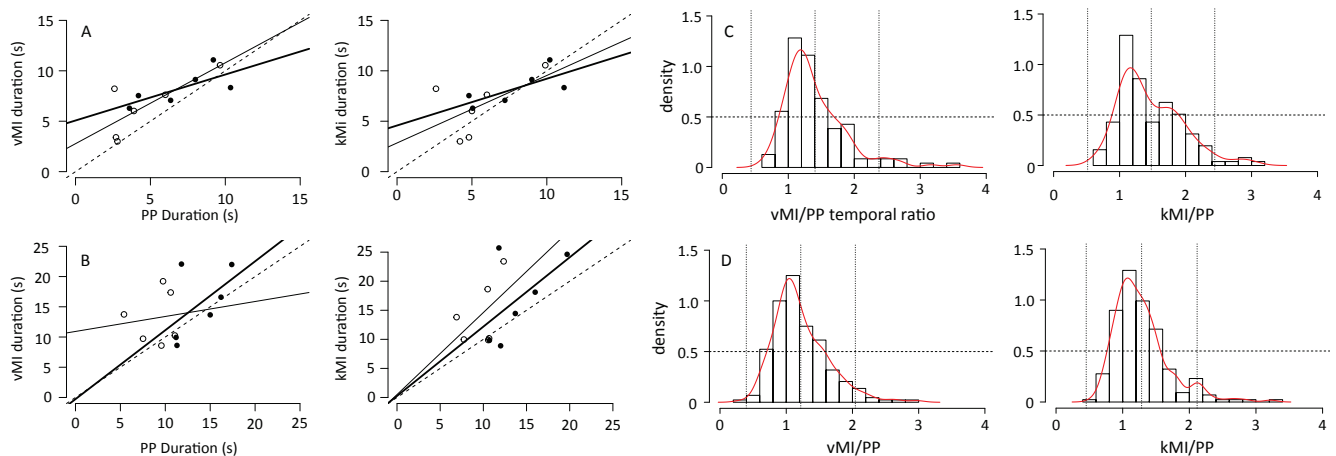 A
vMI duration (s)
15
10
5
0
0 5 10 15
PP Duration (s)
kMi duration (s)
15
10
5
0
0 5 10 15
C
density
1.5
1.0
0.5
0.0
0 1 2 3 4
vMI/PP temporal ratio
1.5
1.0
0.5
0.0
0 1 2 3 4
kMI/PP
B
vMI duration (s)
25
20
15
10
5
0
0 5 10 15 20 25
PP Duration (s)
kMI duration (s)
25
20
15
10
5
0
0 5 10 15 20 25
D
density
1.5
1.0
0.5
0.0
0 1 2 3 4
vMI/PP
1.5
1.0
0.5
0.0
0 1 2 3 4
kMI/PP